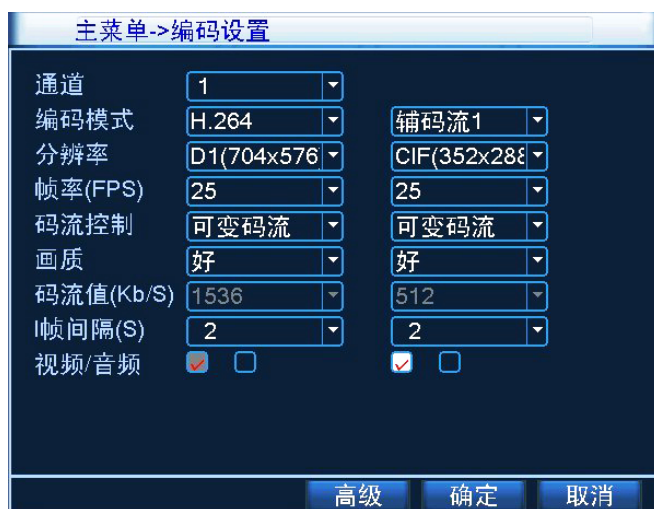 主菜单->编码设置
通道 1
编码模式 H.264 辅码流1
分辨率 D1(704x576 CIF(352x288
帧率(FPS) 25 25
码流控制 可变码流 可变码流
画质 好 好
码流值(Kb/S) 1536 512
I帧间隔(S) 2 2
视频/音频
高级 确定 取消